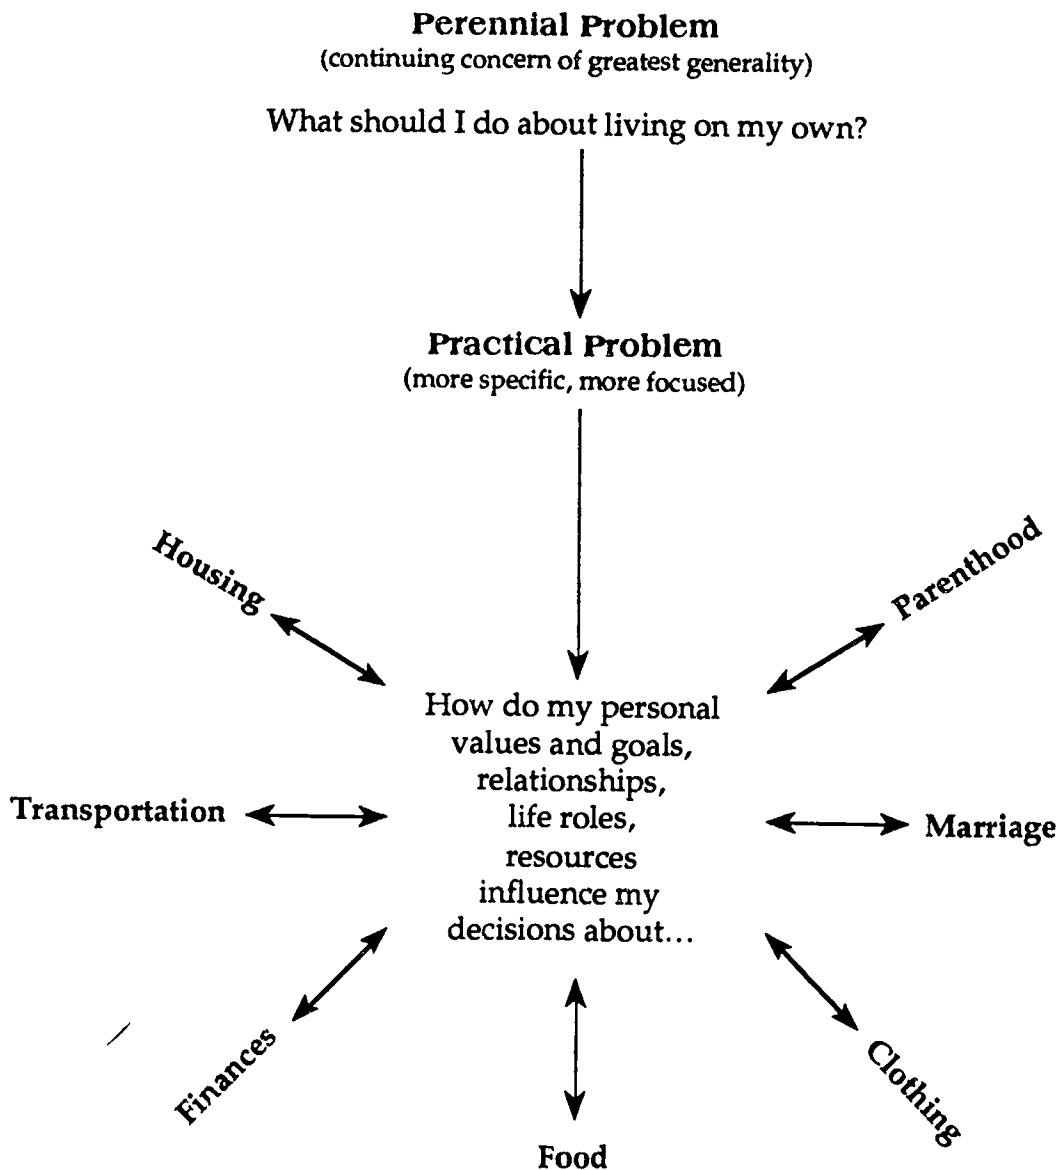 Perennial Problem
(continuing concern of greatest generality)
What should I do about living on my own?
Practical Problem
(more specific, more focused)
Housing
Parenthood
How do my personal
values and goals,
relationships,
life roles,
resources
influence my
decisions about...
Transportation
Marriage
Finances
Clothing
Food